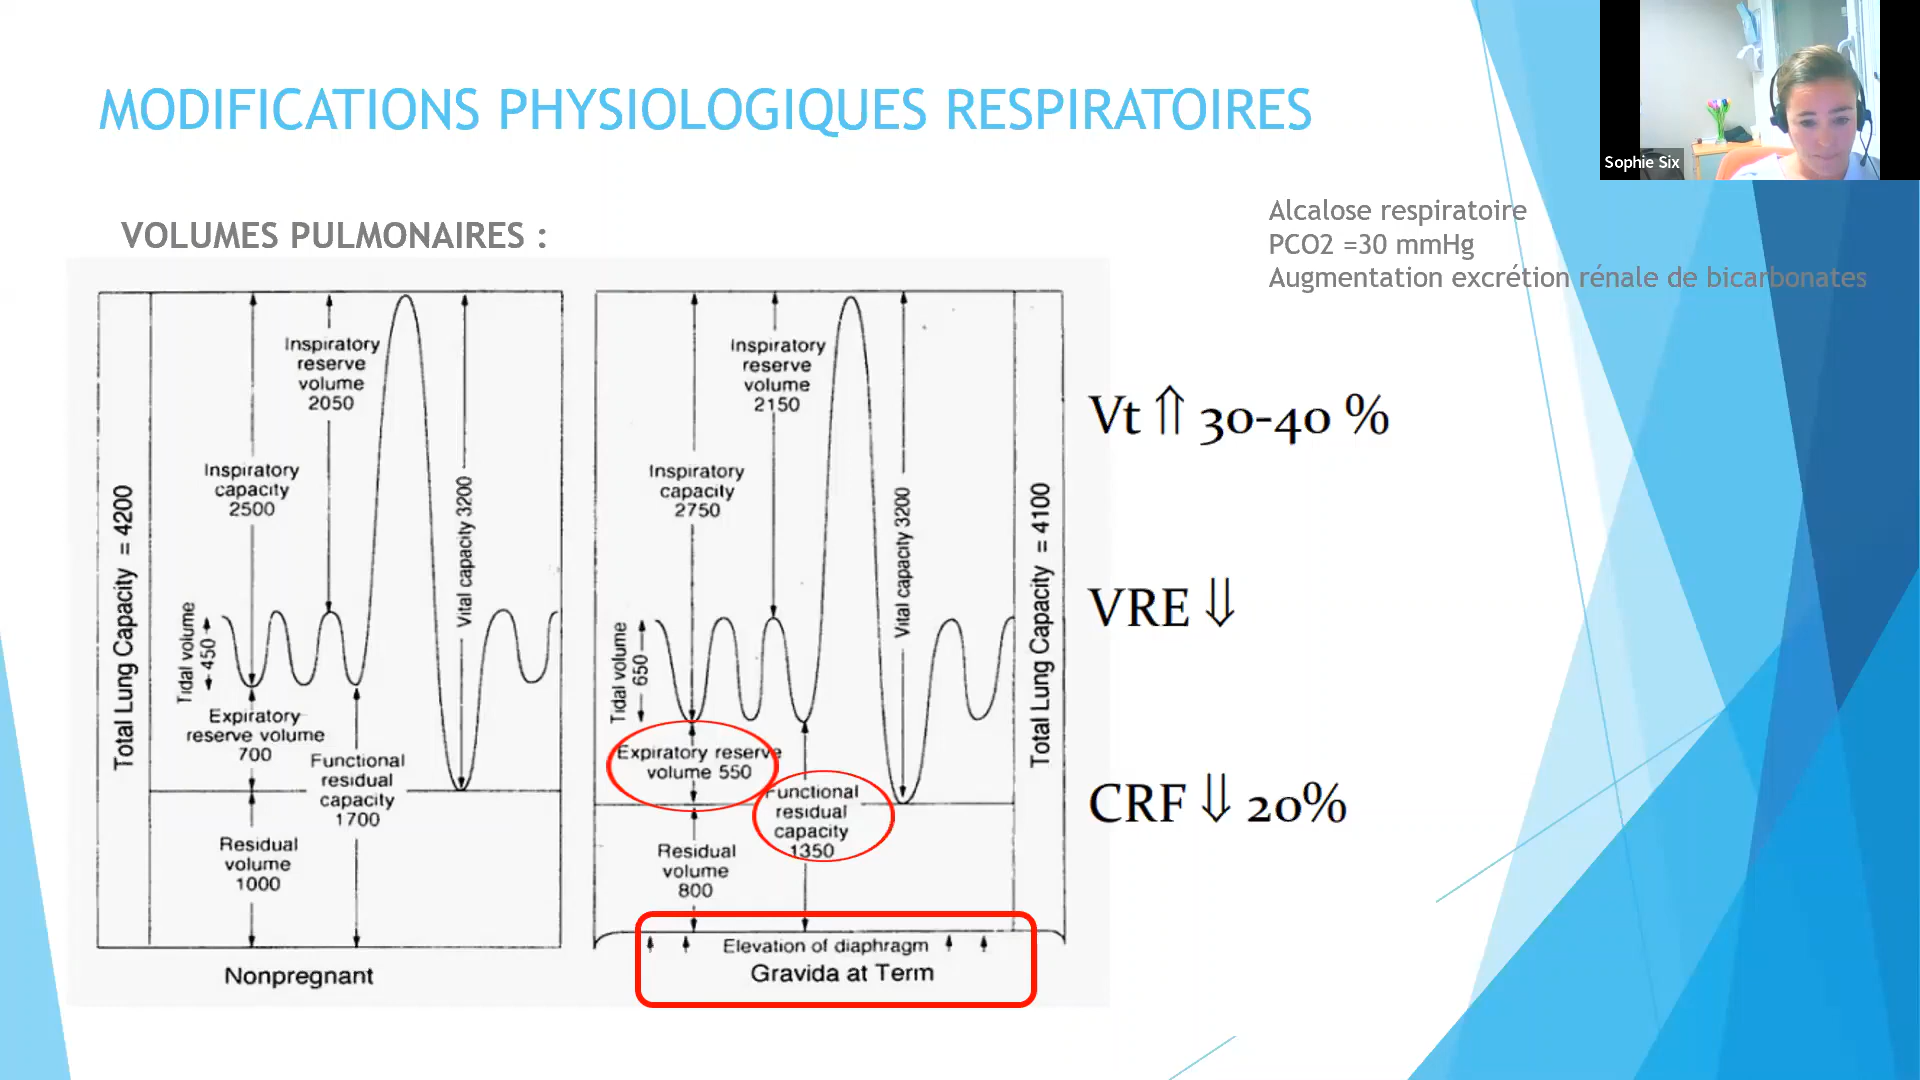 MODIFICATIONS PHYSIOLOGIQUES RESPIRATOIRES
Sophie Six
VOLUMES PULMONAIRES :
Alcalose respiratoire
PCO2 =30 mmHg
Augmentation excrétion rénale de bicarbonates
Total Lung Capacity = 4200
Inspiratory
reserve
volume
2050
Inspiratory
capacity
2500
Vital capacity 3200
Tidal volume
450
Expiratory
reserve volume
700
Functional
residual
capacity
1700
Residual
volume
1000
Nonpregnant
Inspiratory
reserve
volume
2150
Inspiratory
capacity
2750
Vital capacity 3200
Total Lung Capacity = 4100
Tidal volume
650
Expiratory reserve
volume 550
Functional
residual
capacity
1350
Residual
volume
800
Elevation of diaphragm
Gravida at Term
Vt ⇑ 30-40 %
VRE ⇓
CRF ⇓ 20%